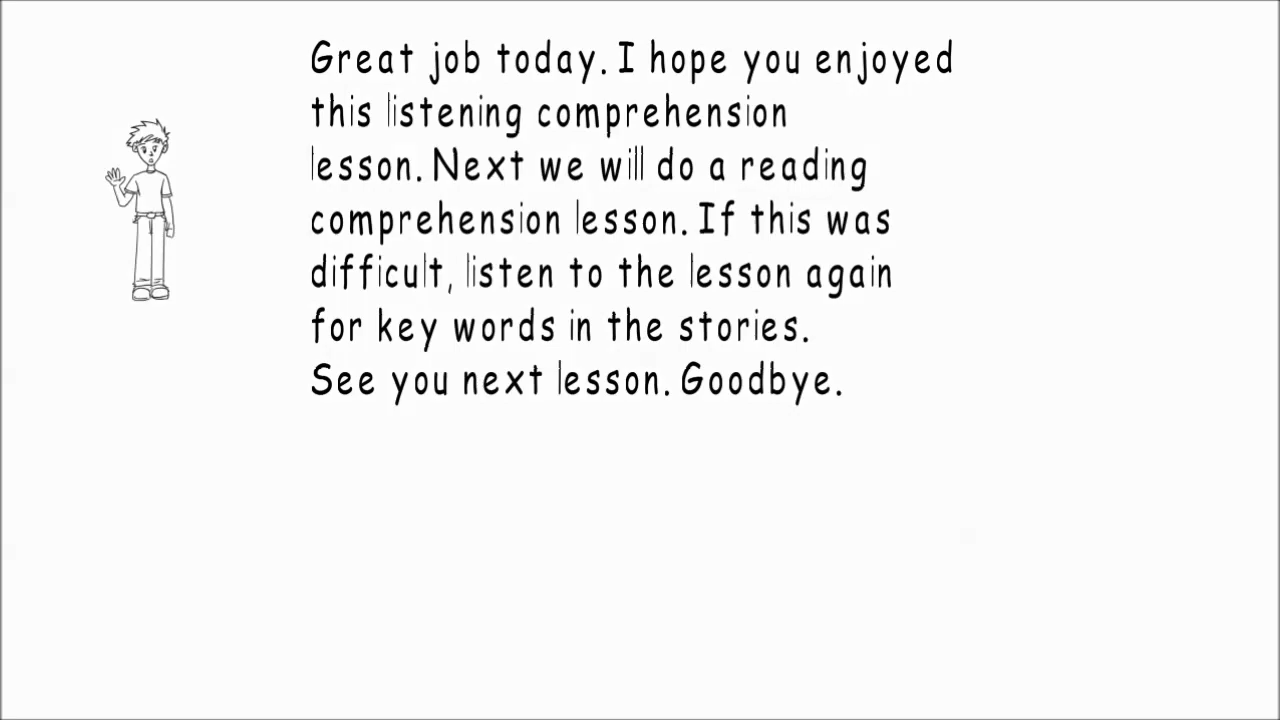 Great job today. I hope you enjoyed
this listening comprehension
lesson. Next we will do a reading
comprehension lesson. If this was
difficult, listen to the lesson again
for key words in the stories.
See you next lesson. Goodbye.